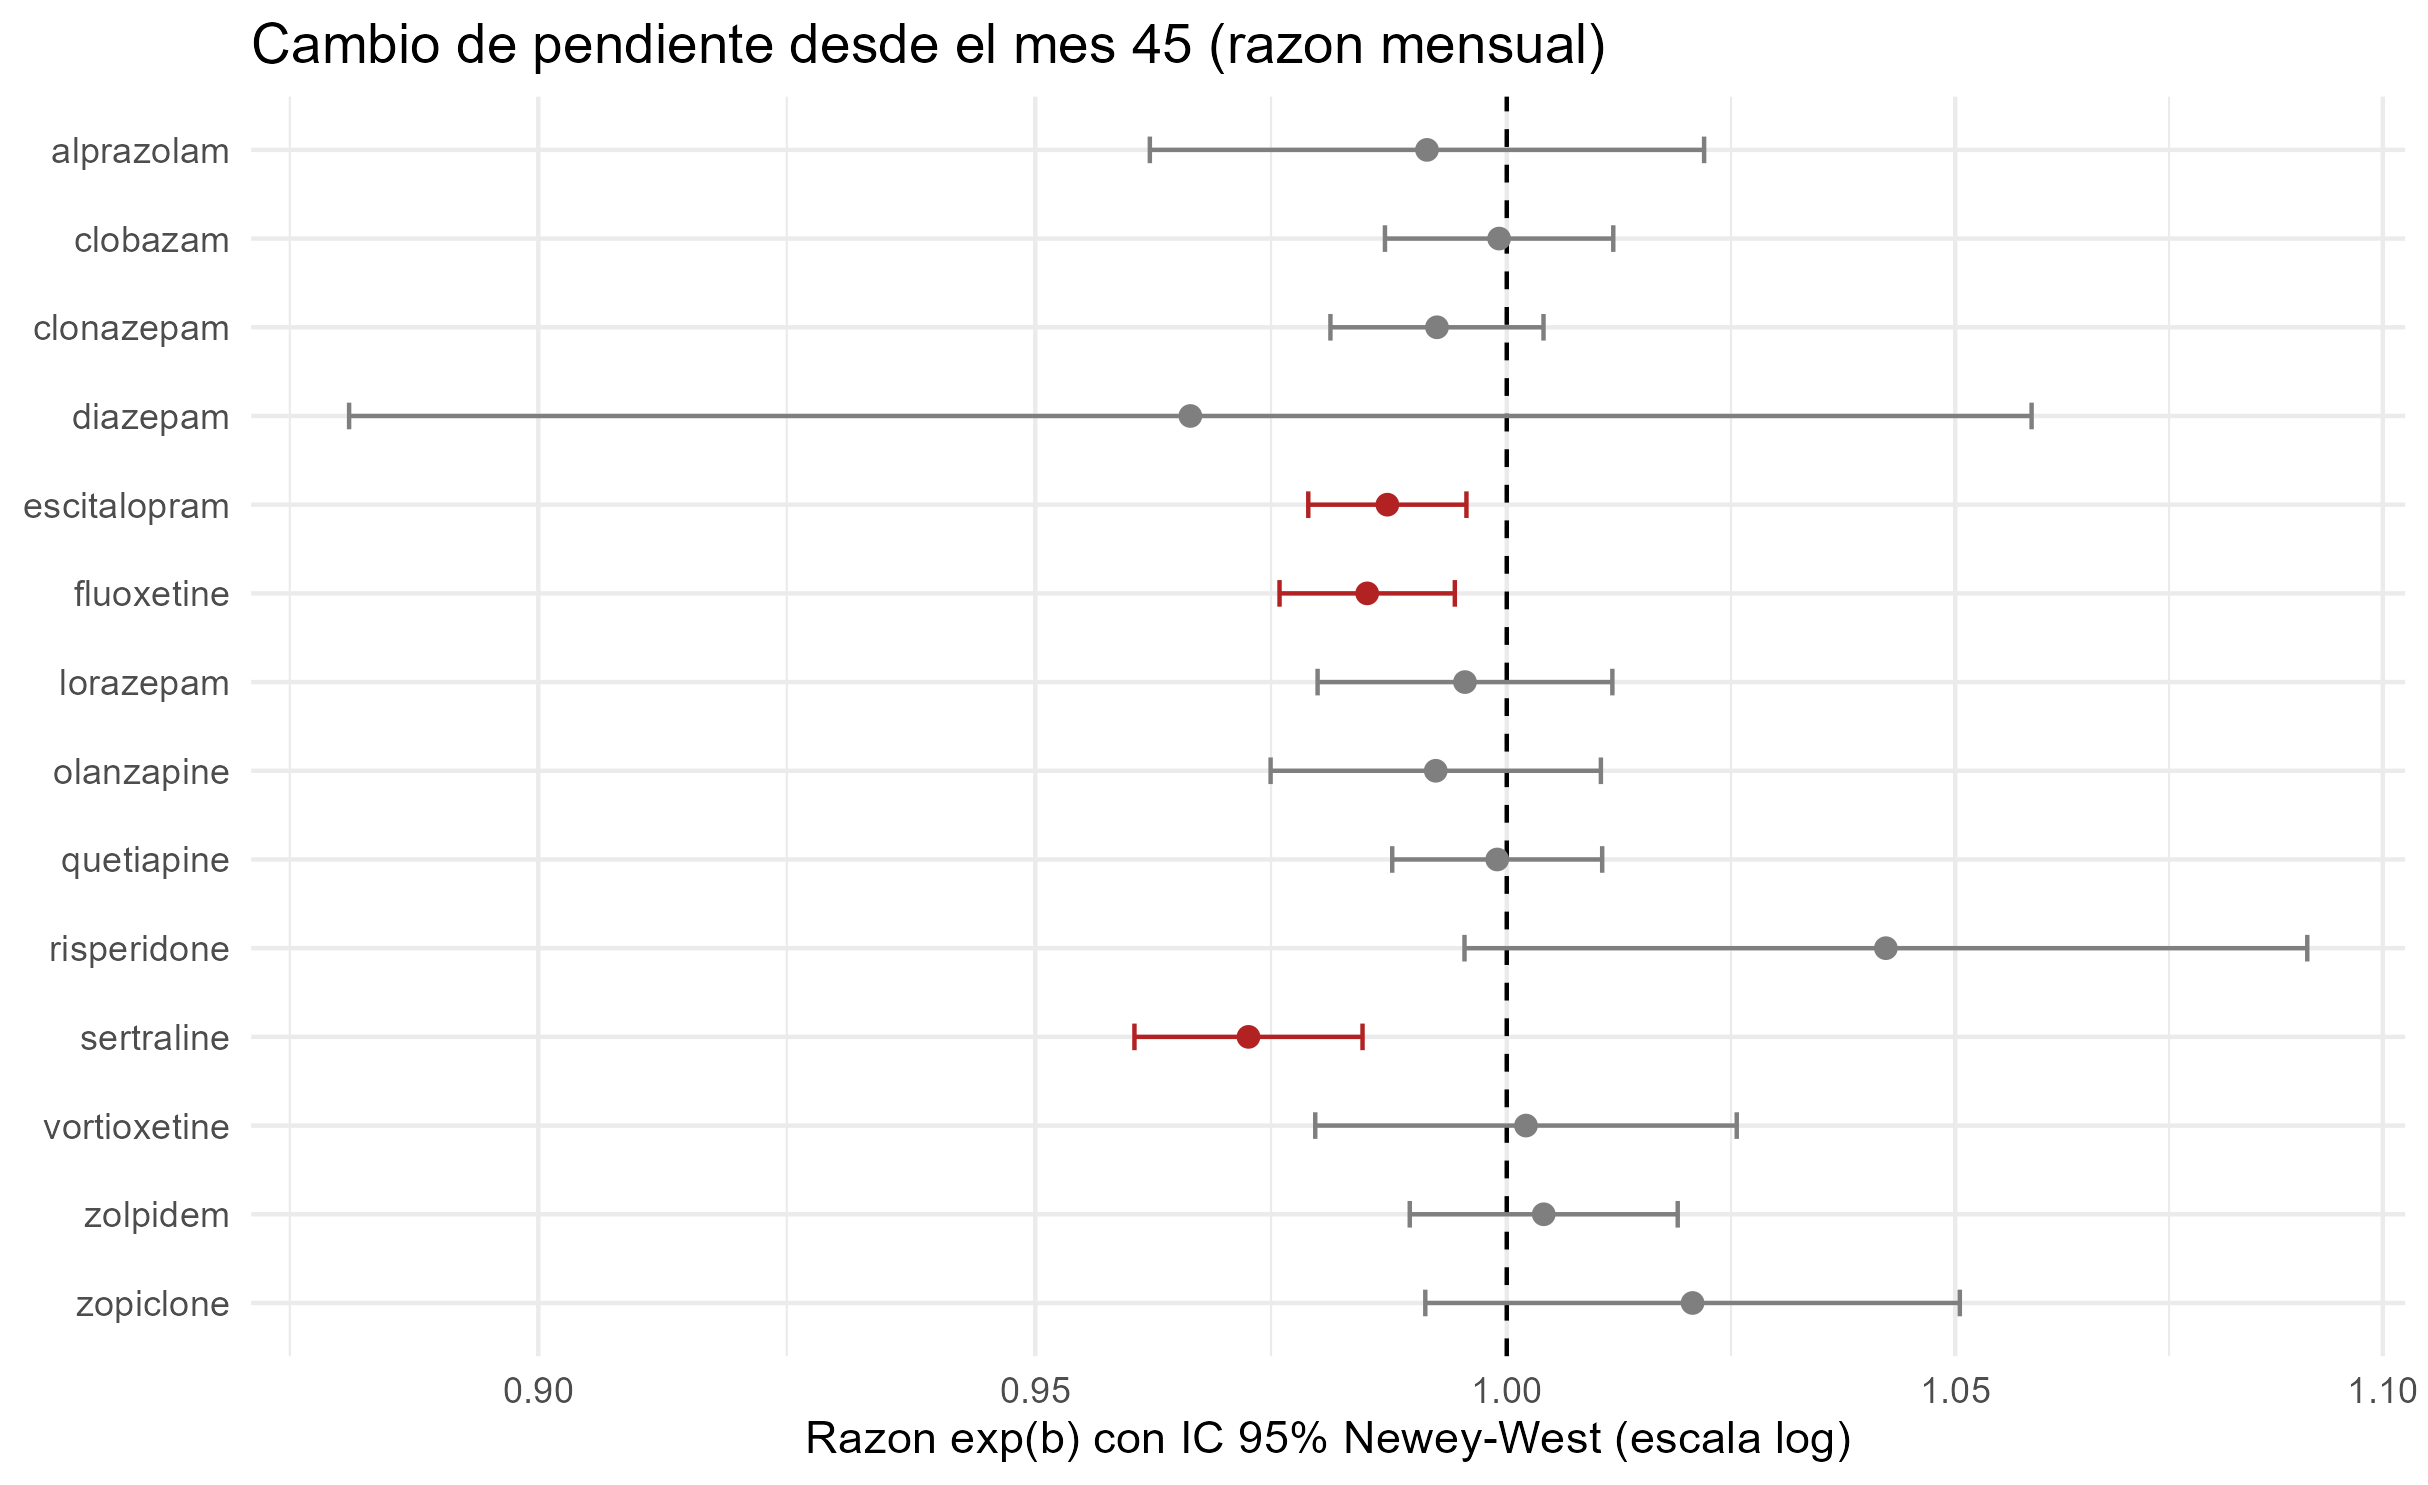 Cambio de pendiente desde el mes 45 (razon mensual)
alprazolam
clobazam
clonazepam
diazepam
escitalopram
fluoxetine
lorazepam
olanzapine
quetiapine
risperidone
sertraline
vortioxetine
zolpidem
zopiclone
0.90 0.95 1.00 1.05 1.10
Razon exp(b) con IC 95% Newey-West (escala log)